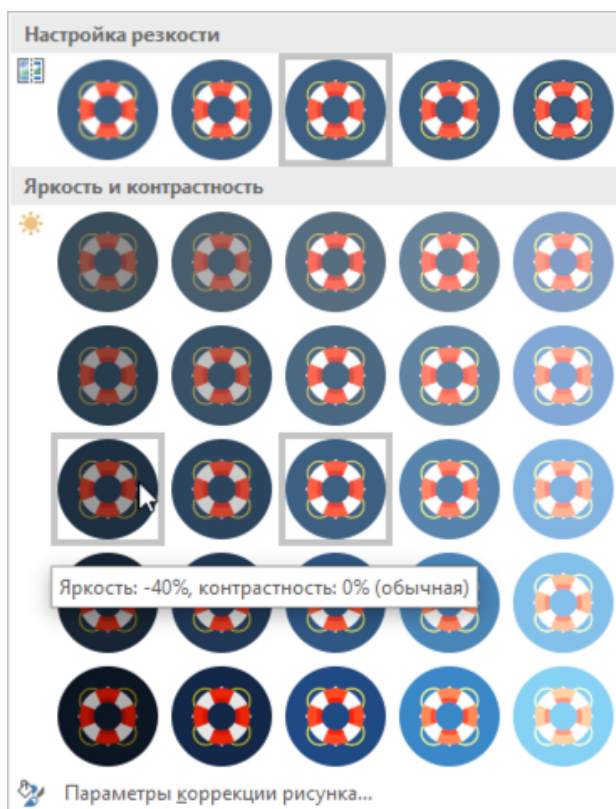 Настройка резкости
Яркость и контрастность
Яркость: -40%, контрастность: 0% (обычная)
Параметры коррекции рисунка...